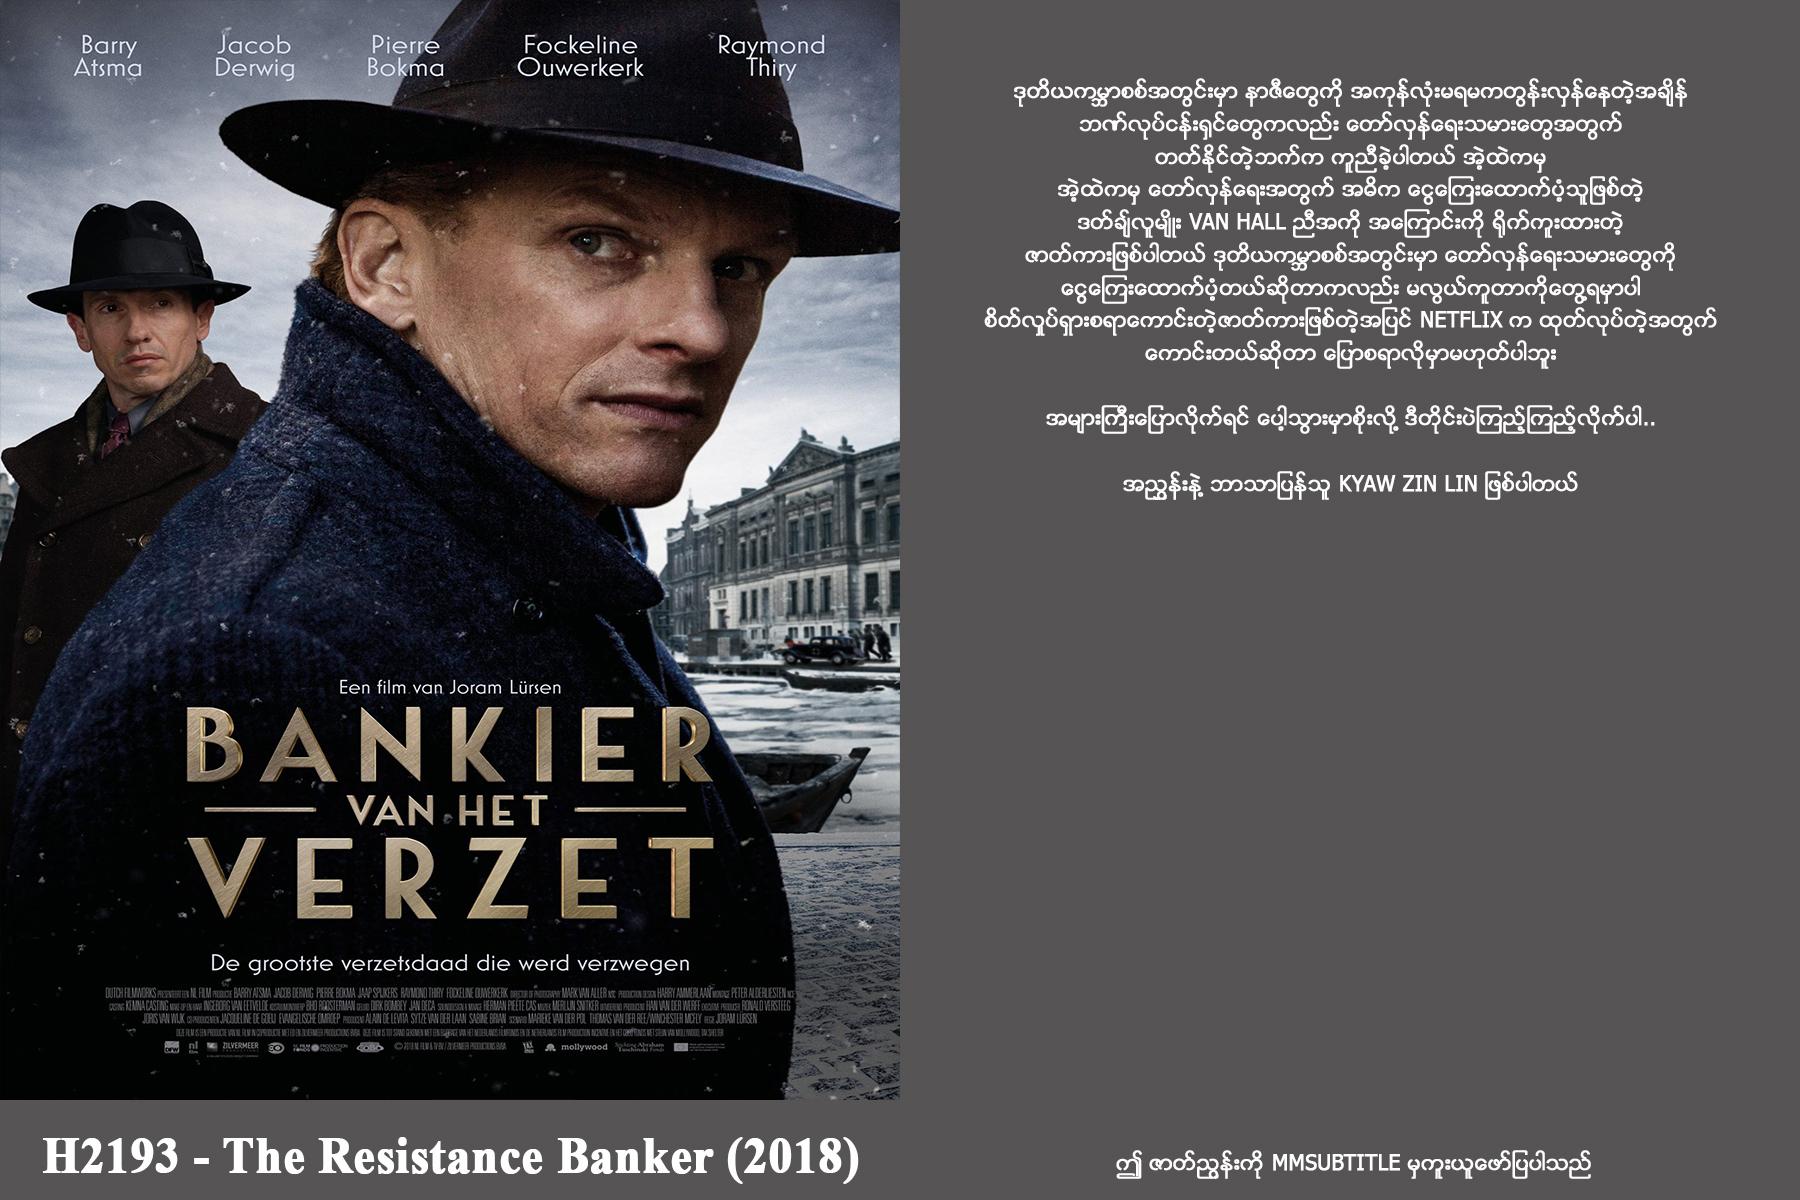 Barry Atsma
Jacob Derwig
Pierre Bokma
Fockeline Ouwerkerk
Raymond Thiry
Een film van Joram Lürsen
BANKIER
VAN HET
VERZET
De grootste verzetsdaad die werd verzwegen
H2193 - The Resistance Banker (2018)
ဒုတိယကမ္ဘာစစ်အတွင်းမှာ နာဇီတွေကို အကုန်လုံးမရမကတွန်းလှန်နေတဲ့အချိန်
ဘဏ်လုပ်ငန်းရှင်တွေကလည်း တော်လှန်ရေးသမားတွေအတွက်
တတ်နိုင်တဲ့ဘက်က ကူညီခဲ့ပါတယ် အဲ့ထဲကမှ
အဲ့ထဲကမှ တော်လှန်ရေးအတွက် အဓိက ငွေကြေးထောက်ပံ့သူဖြစ်တဲ့
ဒတ်ချ်လူမျိုး VAN HALL ညီအကို အကြောင်းကို ရိုက်ကူးထားတဲ့
ဇာတ်ကားဖြစ်ပါတယ် ဒုတိယကမ္ဘာစစ်အတွင်းမှာ တော်လှန်ရေးသမားတွေကို
ငွေကြေးထောက်ပံ့တယ်ဆိုတာကလည်း မလွယ်ကူတာကိုတွေ့ရမှာပါ
စိတ်လှုပ်ရှားစရာကောင်းတဲ့ဇာတ်ကားဖြစ်တဲ့အပြင် NETFLIX က ထုတ်လုပ်တဲ့အတွက်
ကောင်းတယ်ဆိုတာ ပြောစရာလိုမှာမဟုတ်ပါဘူး
အများကြီးပြောလိုက်ရင် ပေါ့သွားမှာစိုးလို့ ဒီတိုင်းပဲကြည့်ကြည့်လိုက်ပါ..
အညွှန်းနဲ့ ဘာသာပြန်သူ KYAW ZIN LIN ဖြစ်ပါတယ်
ဤ ဇာတ်ညွှန်းကို MMSUBTITLE မှကူးယူဖော်ပြပါသည်